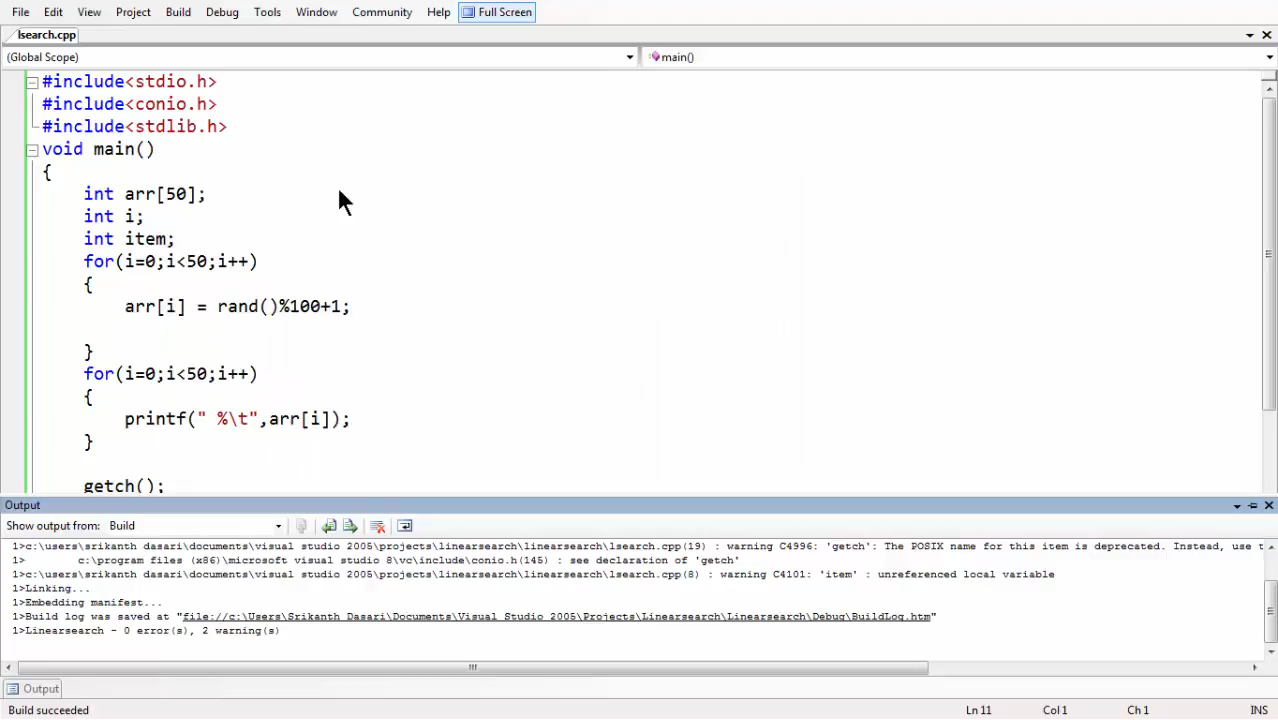 File Edit View Project Build Debug Tools Window Community Help Full Screen
lsearch.cpp
(Global Scope) main()
#include<stdio.h>
#include<conio.h>
#include<stdlib.h>
void main()
{
int arr[50];
int i;
int item;
for(i=0;i<50;i++)
{
arr[i] = rand()%100+1;
}
for(i=0;i<50;i++)
{
printf(" %\t",arr[i]);
}
getch();
Output
Show output from: Build
1>c:\users\srikanth dasari\documents\visual studio 2005\projects\linearsearch\linearsearch\lsearch.cpp(19) : warning C4996: 'getch': The POSIX name for this item is deprecated. Instead, use t
1> c:\program files (x86)\microsoft visual studio 8\vc\include\conio.h(145) : see declaration of 'getch'
1>c:\users\srikanth dasari\documents\visual studio 2005\projects\linearsearch\linearsearch\lsearch.cpp(8) : warning C4101: 'item' : unreferenced local variable
1>Linking...
1>Embedding manifest...
1>Build log was saved at "file://c:\Users\Srikanth Dasari\Documents\Visual Studio 2005\Projects\Linearsearch\Linearsearch\Debug\BuildLog.htm"
1>Linearsearch - 0 error(s), 2 warning(s)
Output
Build succeeded Ln 11 Col 1 Ch 1 INS